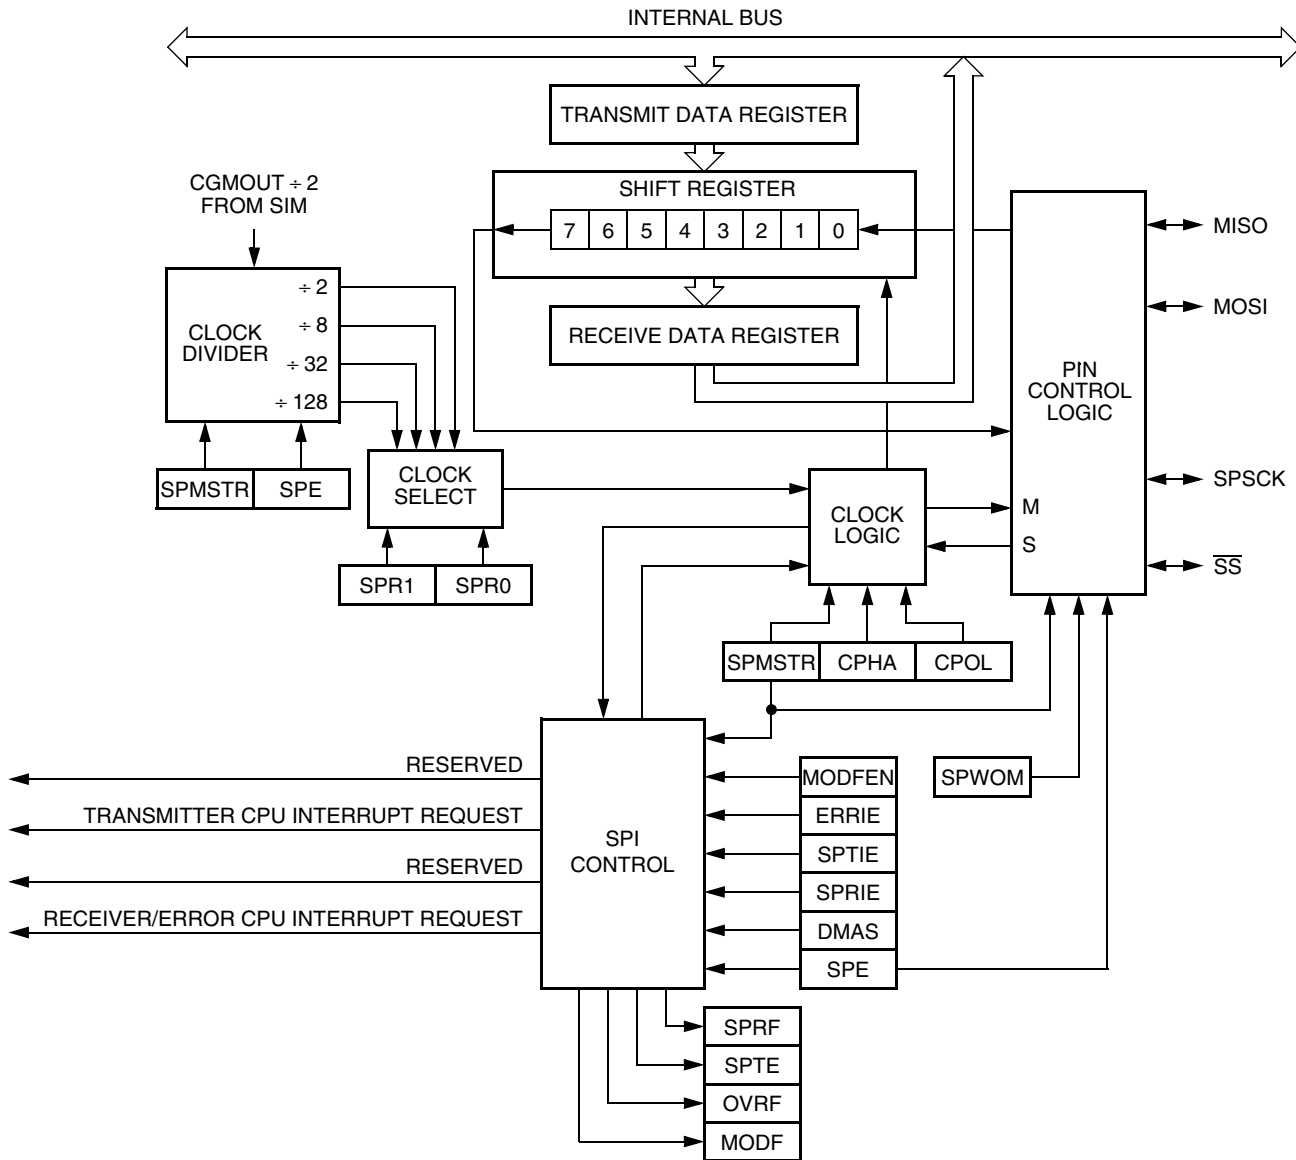 INTERNAL BUS
TRANSMIT DATA REGISTER
CGMOUT ÷ 2
FROM SIM
SHIFT REGISTER
7 6 5 4 3 2 1 0
MISO
÷ 2
÷ 8
÷ 32
÷ 128
CLOCK
DIVIDER
RECEIVE DATA REGISTER
MOSI
PIN
CONTROL
LOGIC
SPMSTR SPE
CLOCK
SELECT
CLOCK
LOGIC
M
S
SPSCK
SS
SPR1 SPR0
SPMSTR CPHA CPOL
RESERVED
TRANSMITTER CPU INTERRUPT REQUEST
RESERVED
RECEIVER/ERROR CPU INTERRUPT REQUEST
SPI
CONTROL
MODFEN
ERRIE
SPTIE
SPRIE
DMAS
SPE
SPWOM
SPRF
SPTE
OVRF
MODF